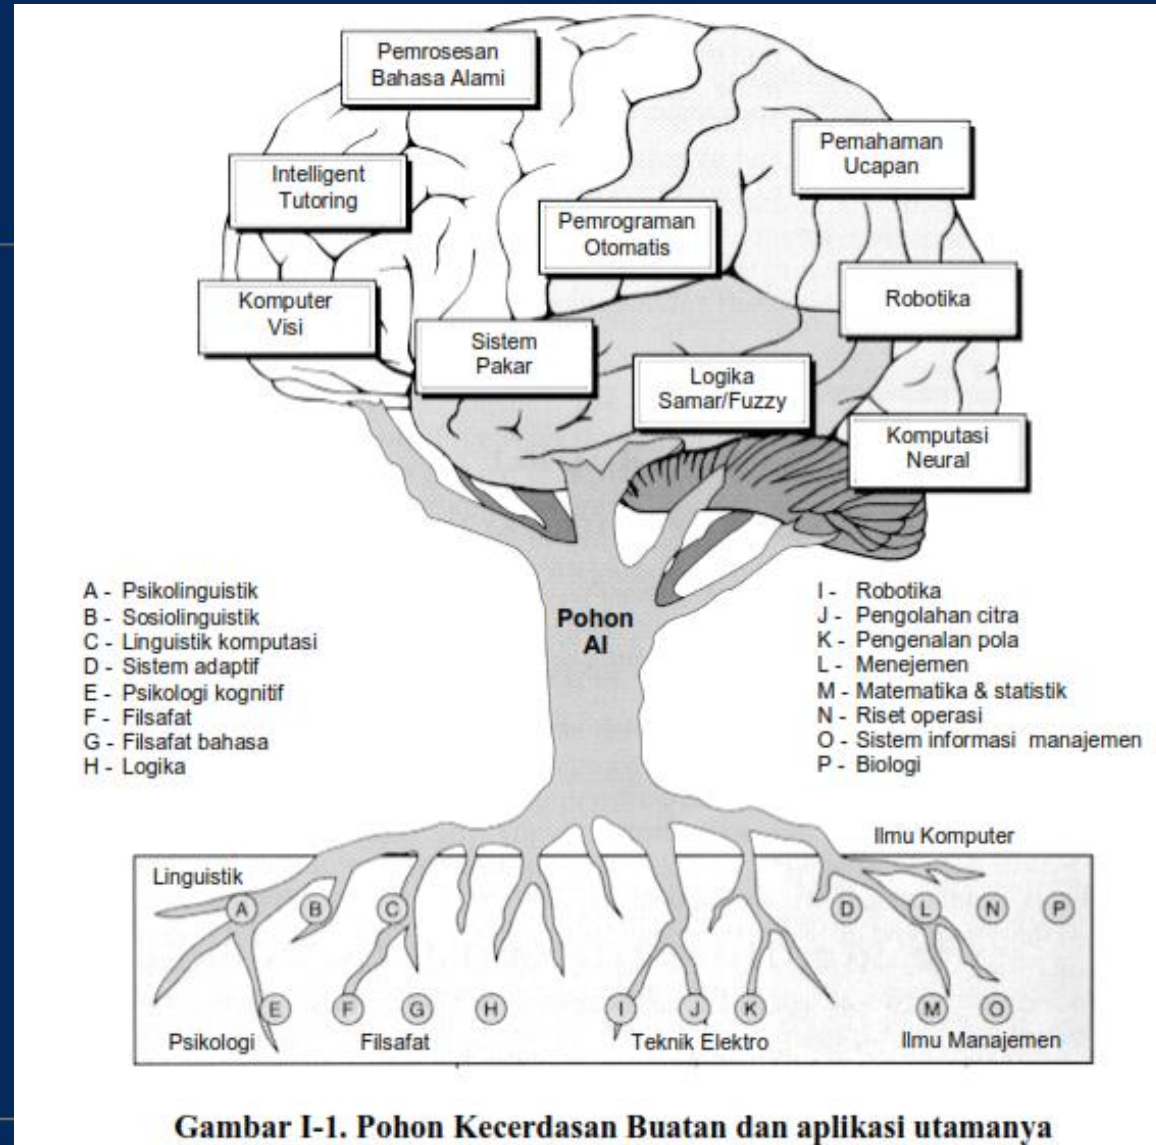 Pemrosesan
Bahasa Alami
Pemahaman
Ucapan
Intelligent
Tutoring
Pemrograman
Otomatis
Komputer
Visi
Robotika
Sistem
Pakar
Logika
Samar/Fuzzy
Komputasi
Neural
Pohon
AI
A - Psikolinguistik
B - Sosiolinguistik
C - Linguistik komputasi
D - Sistem adaptif
E - Psikologi kognitif
F - Filsafat
G - Filsafat bahasa
H - Logika
I - Robotika
J - Pengolahan citra
K - Pengenalan pola
L - Menejemen
M - Matematika & statistik
N - Riset operasi
O - Sistem informasi manajemen
P - Biologi
Ilmu Komputer
Linguistik
A B C D L N P
E F G H I J K M O
Psikologi Filsafat Teknik Elektro Ilmu Manajemen
Gambar I-1. Pohon Kecerdasan Buatan dan aplikasi utamanya